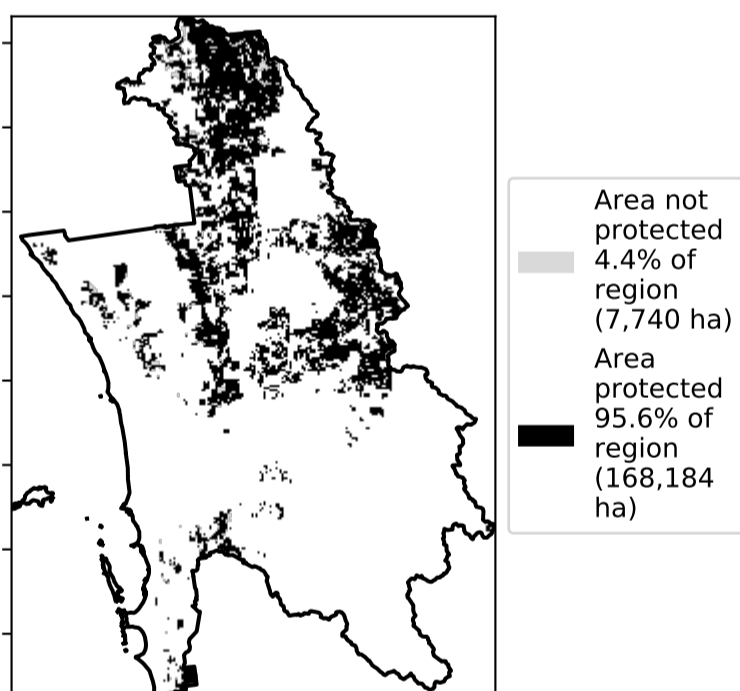 Area not
protected
4.4% of
region
(7,740 ha)
Area
protected
95.6% of
region
(168,184
ha)